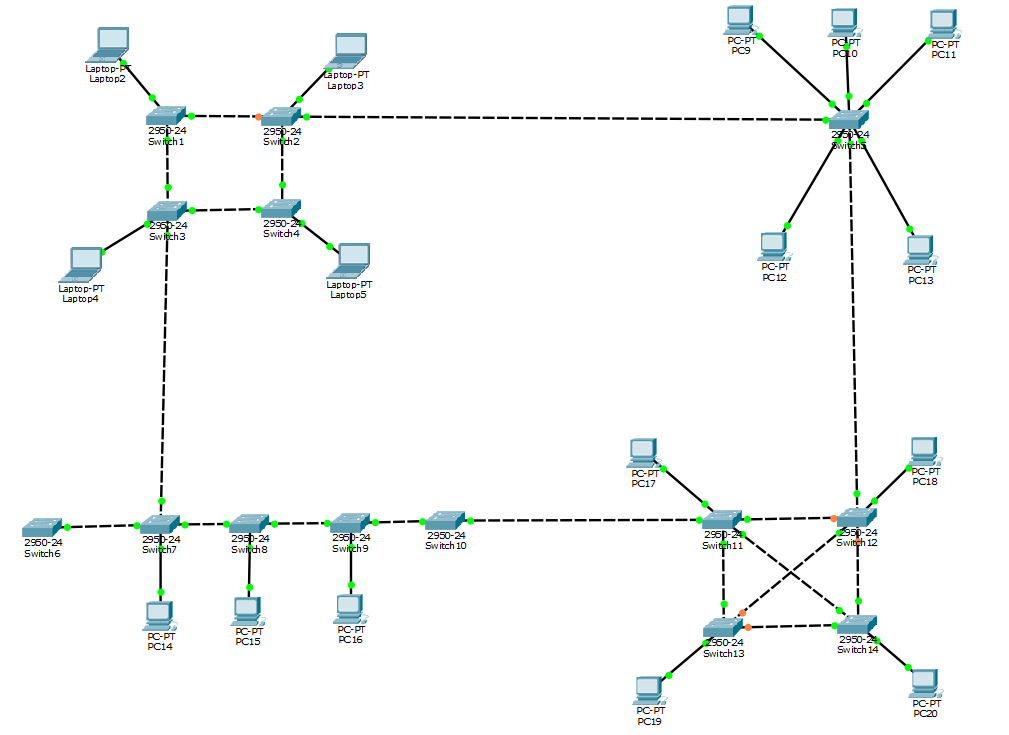 Laptop-PT
Laptop2
Laptop-PT
Laptop3
PC-PT
PC9
PC-PT
PC10
PC-PT
PC11
2950-24
Switch1
2950-24
Switch2
2950-24
Switch5
2950-24
Switch3
2950-24
Switch4
Laptop-PT
Laptop4
Laptop-PT
Laptop5
PC-PT
PC12
PC-PT
PC13
PC-PT
PC17
PC-PT
PC18
2950-24
Switch6
2950-24
Switch7
2950-24
Switch8
2950-24
Switch9
2950-24
Switch10
2950-24
Switch11
2950-24
Switch12
PC-PT
PC14
PC-PT
PC15
PC-PT
PC16
2950-24
Switch13
2950-24
Switch14
PC-PT
PC19
PC-PT
PC20